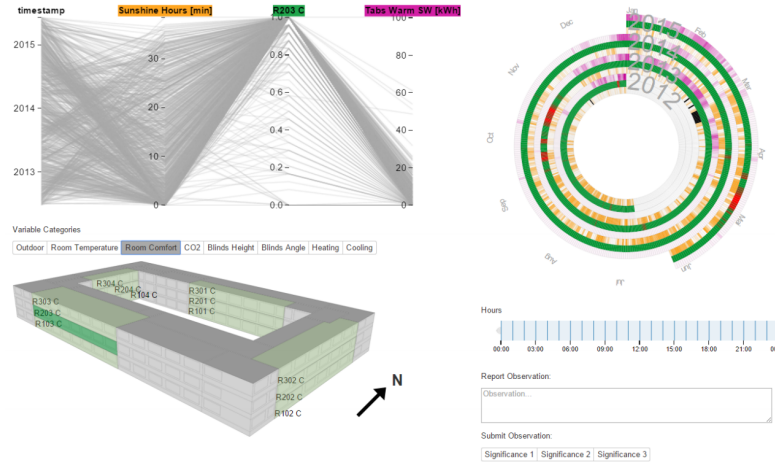 timestamp
Sunshine Hours [min]
R203 C
Tabs Warm SW [kWh]
2015
2014
2013
30
20
10
0
1.0
0.8
0.6
0.4
0.2
0.0
100
80
60
40
20
0
Jan
Feb
Mar
Apr
Mai
Jun
Jul
Aug
Sep
Oct
Nov
Dec
2015
2014
2013
2012
Variable Categories
Outdoor Room Temperature Room Comfort CO2 Blinds Height Blinds Angle Heating Cooling
R304 C
R204 C
R104 C
R301 C
R201 C
R101 C
R303 C
R203 C
R103 C
R302 C
R202 C
R102 C
N
Hours
00:00 03:00 06:00 09:00 12:00 15:00 18:00 21:00
Report Observation:
Observation...
Submit Observation:
Significance 1 Significance 2 Significance 3